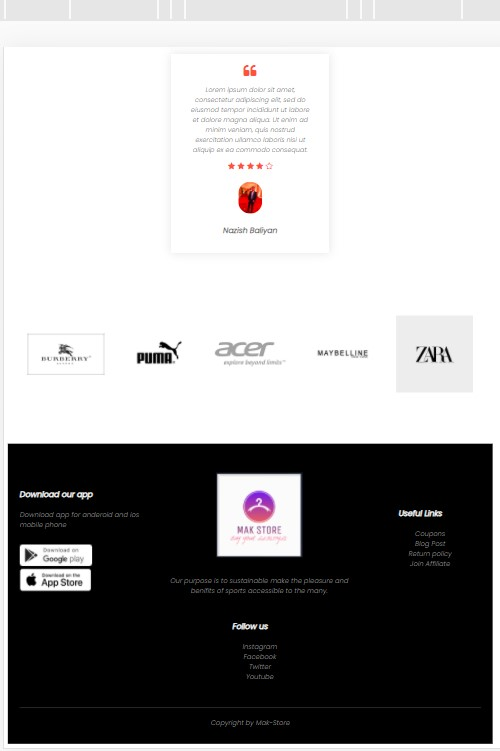 Lorem ipsum dolor sit amet,
consectetur adipiscing elit, sed do
eiusmod tempor incididunt ut labore
et dolore magna aliqua. Ut enim ad
minim veniam, quis nostrud
exercitation ullamco laboris nisi ut
aliquip ex ea commodo consequat.
Nazish Baliyan
BURBERRY
PUMA
acer
explore beyond limits™
MAYBELLINE
ZARA
Download our app
Download app for anderoid and ios
mobile phone
Download on
Google play
Download on the
App Store
MAK STORE
Our purpose is to sustainable make the pleasure and
benifits of sports accessible to the many.
Follow us
Instagram
Facebook
Twitter
Youtube
Useful Links
Coupons
Blog Post
Return policy
Join Affiliate
Copyright by Mak-Store